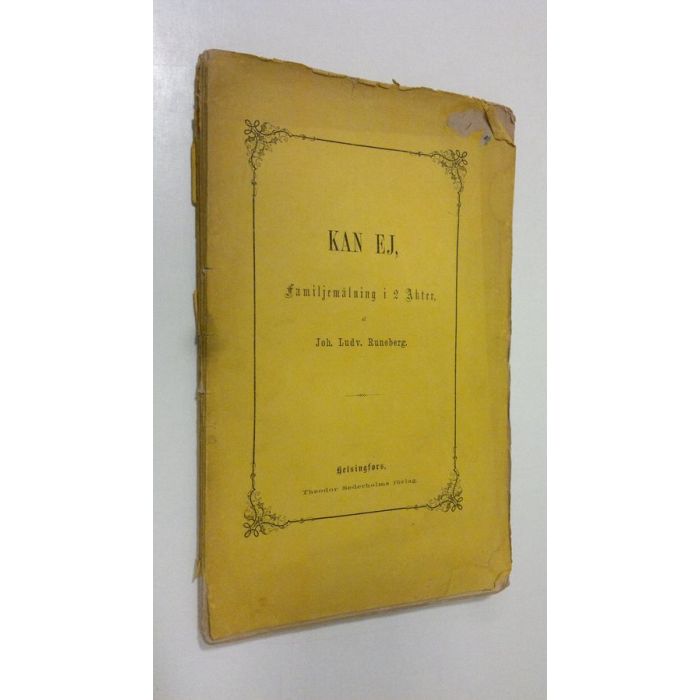 KAN EJ,
Familjemålning i 2 Akter,
af
Joh. Ludv. Runeberg.
Helsingfors,
Theodor Sederholms förlag.